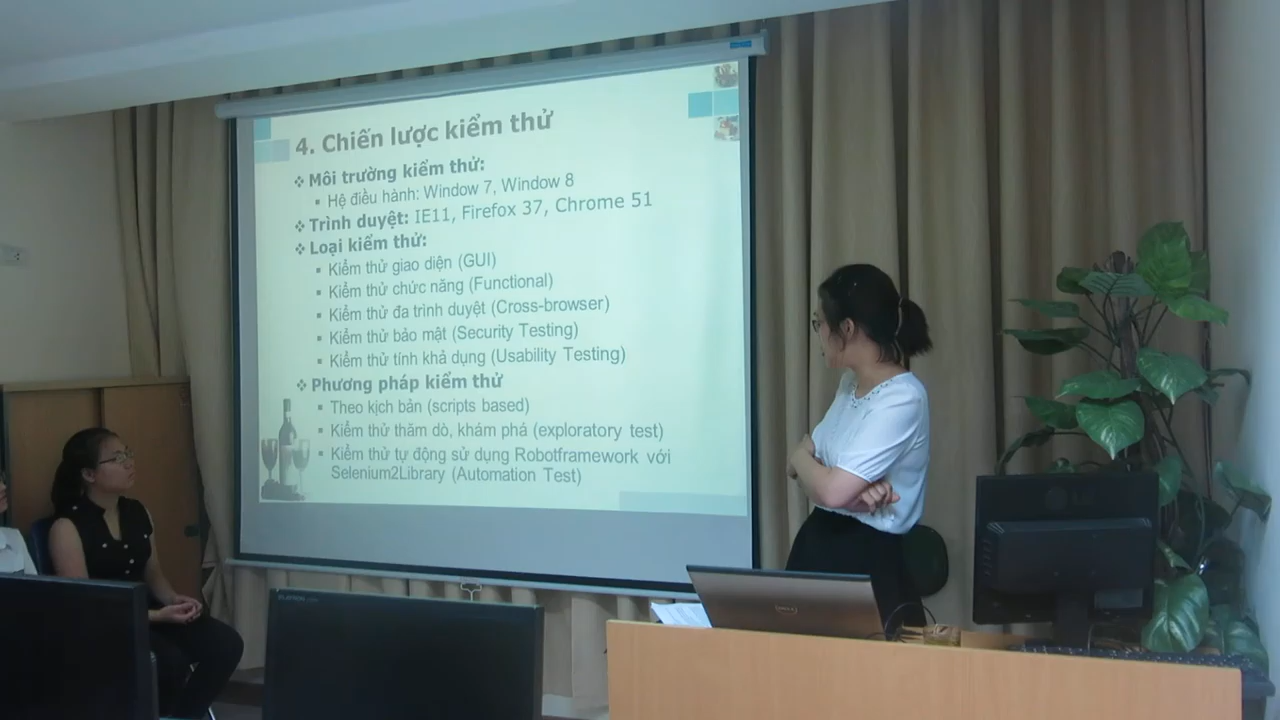 4. Chiến lược kiểm thử
❖ Môi trường kiểm thử:
▪ Hệ điều hành: Window 7, Window 8
❖ Trình duyệt: IE11, Firefox 37, Chrome 51
❖ Loại kiểm thử:
▪ Kiểm thử giao diện (GUI)
▪ Kiểm thử chức năng (Functional)
▪ Kiểm thử đa trình duyệt (Cross-browser)
▪ Kiểm thử bảo mật (Security Testing)
▪ Kiểm thử tính khả dụng (Usability Testing)
❖ Phương pháp kiểm thử
▪ Theo kịch bản (scripts based)
▪ Kiểm thử thăm dò, khám phá (exploratory test)
▪ Kiểm thử tự động sử dụng Robotframework với
Selenium2Library (Automation Test)
DELL
LG